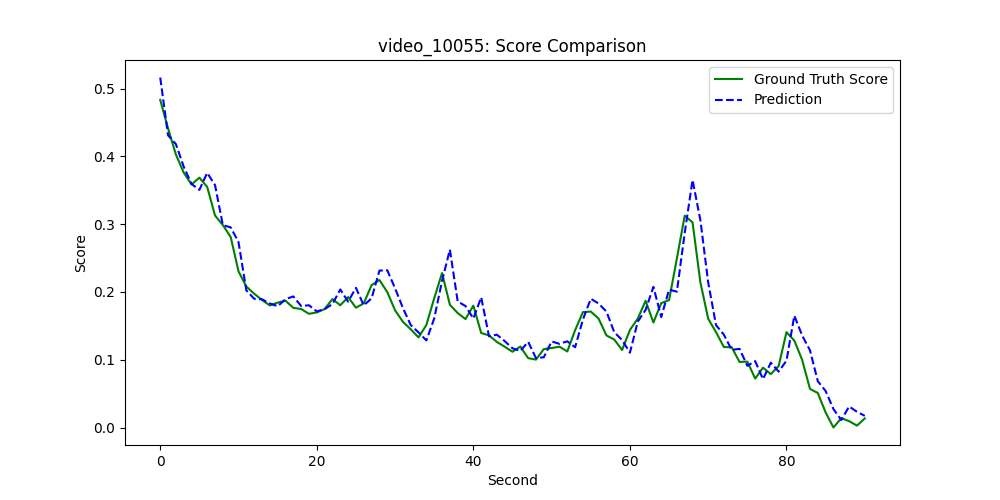 video_10055: Score Comparison
Ground Truth Score
Prediction
Score
0.5
0.4
0.3
0.2
0.1
0.0
0 20 40 60 80
Second